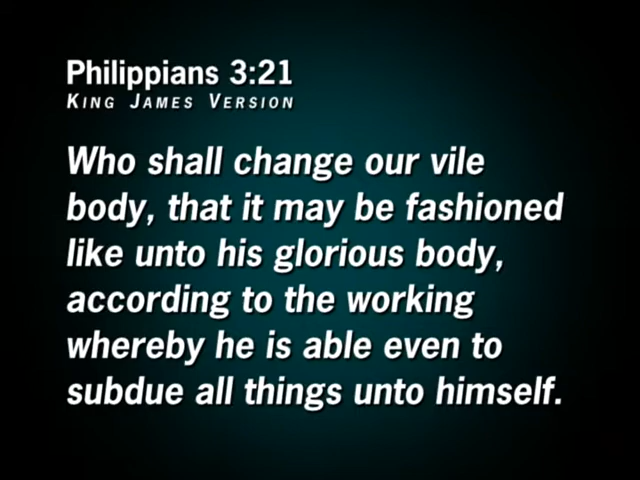 Philippians 3:21
King James Version
Who shall change our vile
body, that it may be fashioned
like unto his glorious body,
according to the working
whereby he is able even to
subdue all things unto himself.